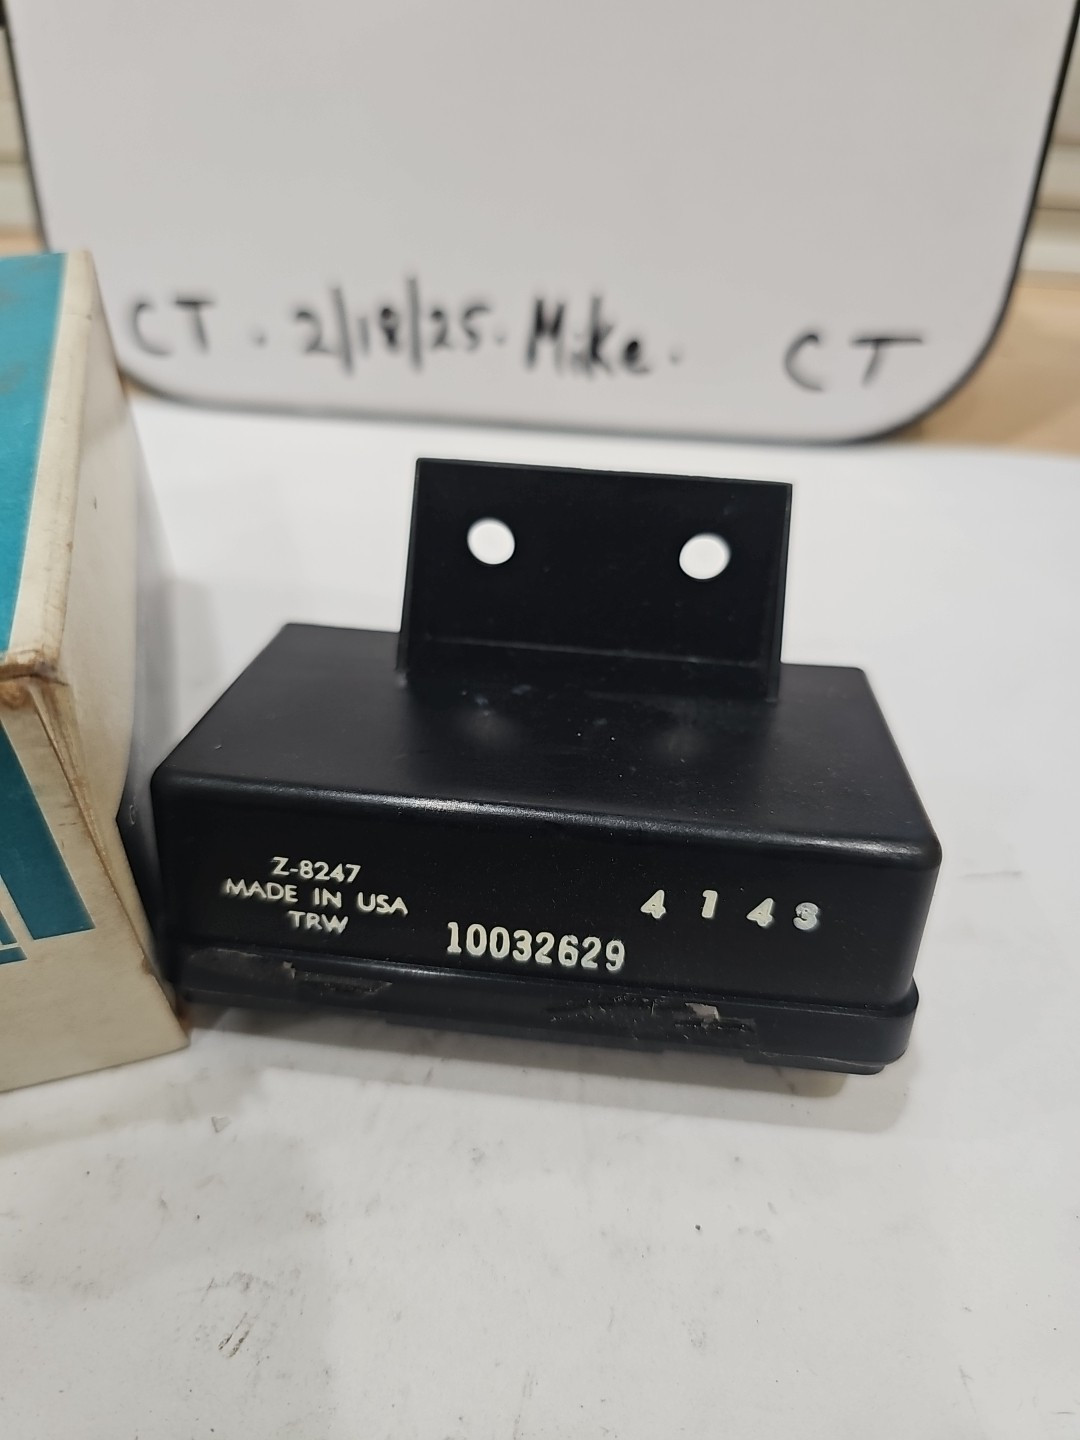 CT. 2/18/25. Mike. CT
Z-8247
MADE IN USA
TRW
10032629
4 1 4 3